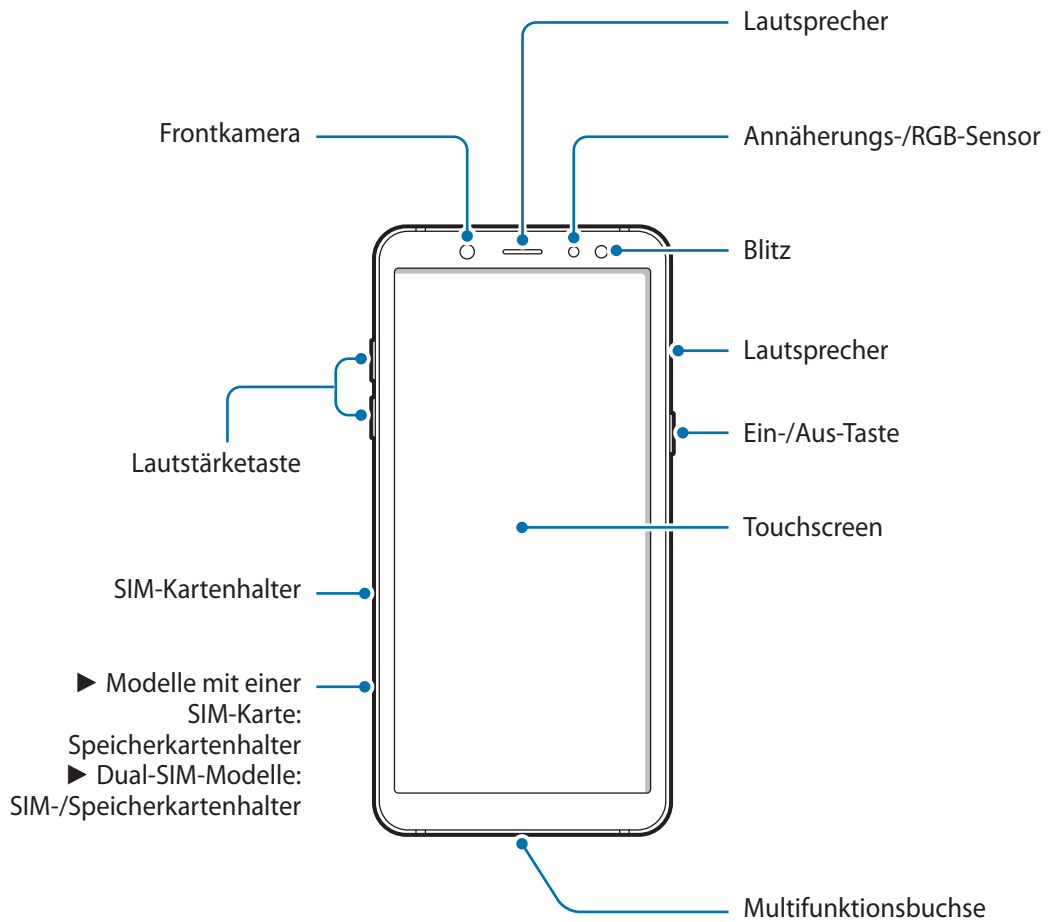 Lautsprecher
Frontkamera
Annäherungs-/RGB-Sensor
Blitz
Lautsprecher
Ein-/Aus-Taste
Lautstärketaste
Touchscreen
SIM-Kartenhalter
► Modelle mit einer
SIM-Karte:
Speicherkartenhalter
► Dual-SIM-Modelle:
SIM-/Speicherkartenhalter
Multifunktionsbuchse